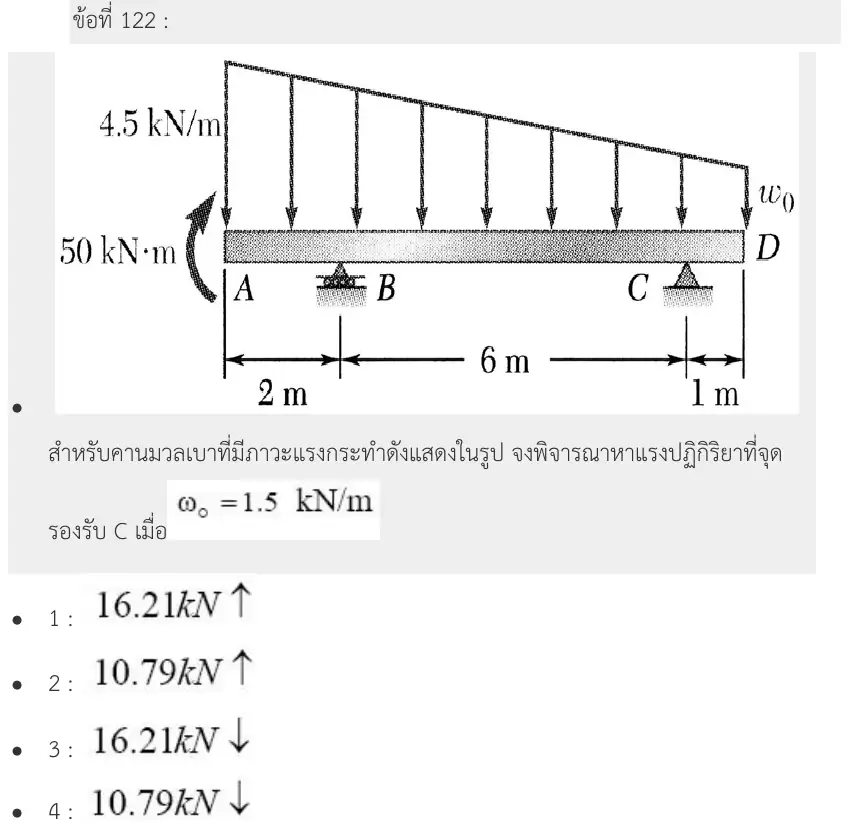 ข้อที่ 122 :
4.5 kN/m
w0
50 kN·m
A B C D
6 m
2 m 1 m
สำหรับคานมวลเบาที่มีภาวะแรงกระทำดังแสดงในรูป จงพิจารณาหาแรงปฏิกิริยาที่จุด
รองรับ C เมื่อ ω₀ = 1.5 kN/m
1 : 16.21kN ↑
2 : 10.79kN ↑
3 : 16.21kN ↓
4 : 10.79kN ↓